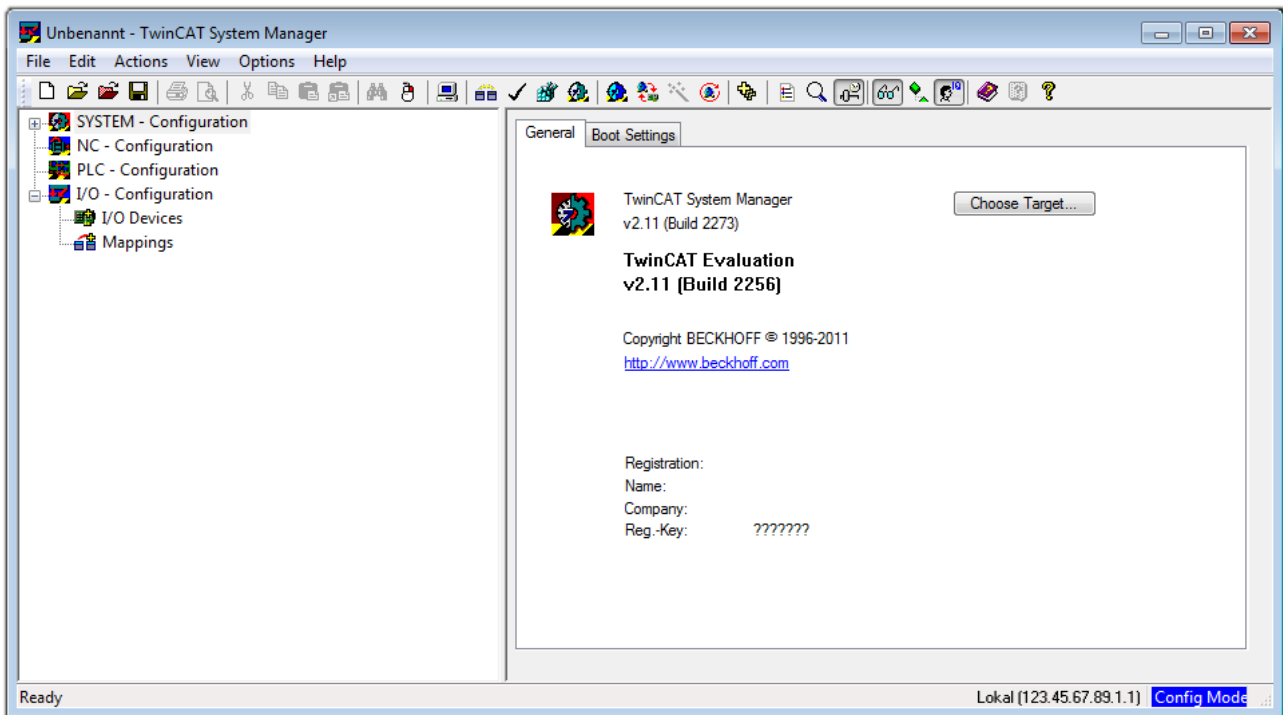 Unbenannt - TwinCAT System Manager
File Edit Actions View Options Help
SYSTEM - Configuration
NC - Configuration
PLC - Configuration
I/O - Configuration
I/O Devices
Mappings
General Boot Settings
TwinCAT System Manager
v2.11 (Build 2273)
Choose Target...
TwinCAT Evaluation
v2.11 (Build 2256)
Copyright BECKHOFF © 1996-2011
http://www.beckhoff.com
Registration:
Name:
Company:
Reg.-Key: ???????
Ready Lokal (123.45.67.89.1.1) Config Mode